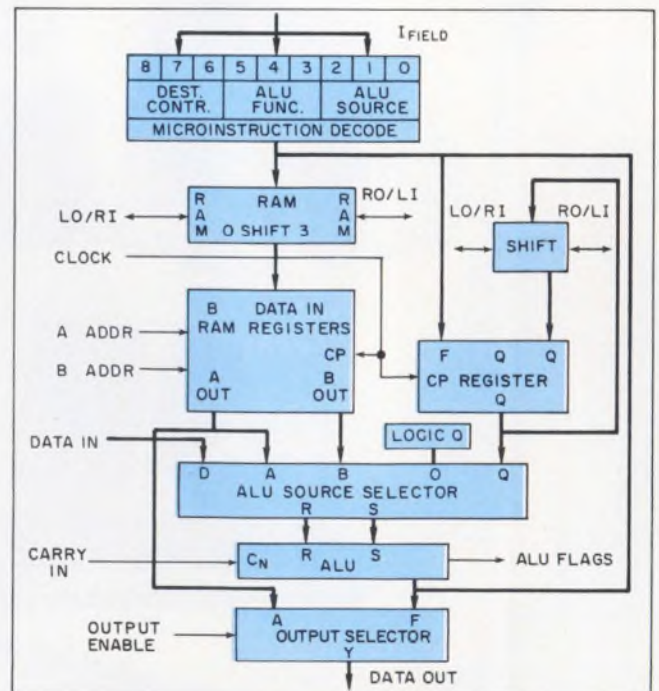 I FIELD
8 7 6 5 4 3 2 1 0
DEST. CONTR. ALU FUNC. ALU SOURCE
MICROINSTRUCTION DECODE
LO/RI
RAM RAM RAM
O SHIFT 3
RO/LI
LO/RI RO/LI
SHIFT
CLOCK
B DATA IN
RAM REGISTERS
A ADDR
CP
B ADDR
A OUT B OUT
F Q Q
CP REGISTER
Q
LOGIC Q
DATA IN
D A B O Q
ALU SOURCE SELECTOR
R S
CARRY IN
R S
CN ALU
ALU FLAGS
A F
OUTPUT ENABLE
OUTPUT SELECTOR
Y
DATA OUT